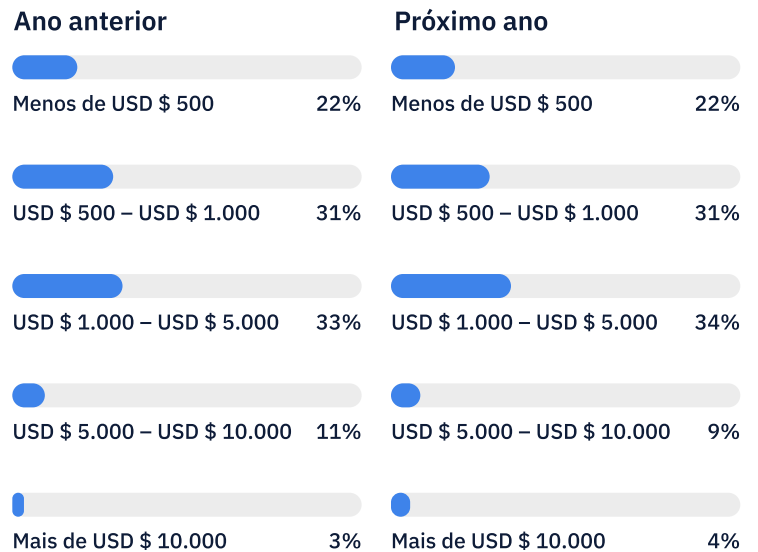 Ano anterior
Menos de USD $ 500 22%
USD $ 500 – USD $ 1.000 31%
USD $ 1.000 – USD $ 5.000 33%
USD $ 5.000 – USD $ 10.000 11%
Mais de USD $ 10.000 3%
Próximo ano
Menos de USD $ 500 22%
USD $ 500 – USD $ 1.000 31%
USD $ 1.000 – USD $ 5.000 34%
USD $ 5.000 – USD $ 10.000 9%
Mais de USD $ 10.000 4%